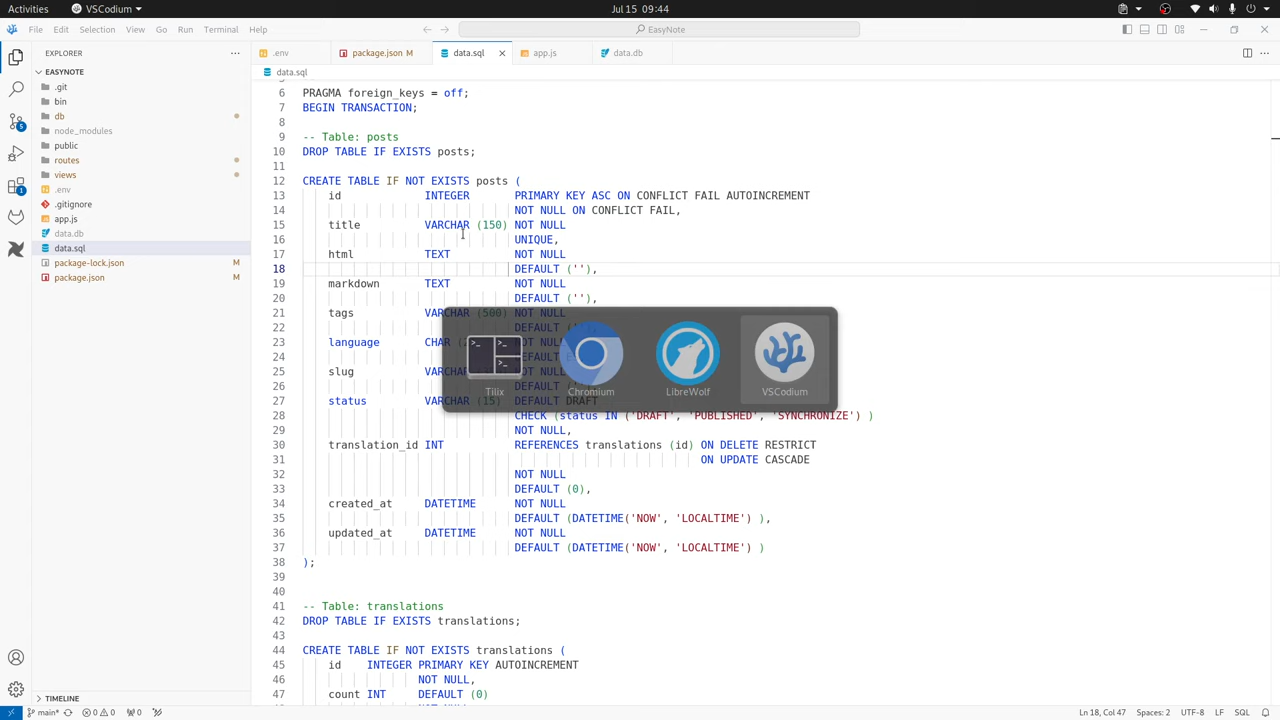 Activities VSCodium Jul 15 09:44
File Edit Selection View Go Run Terminal Help EasyNote
EXPLORER .env package.json M data.sql app.js data.db
EASYNOTE data.sql
.git
bin
db
node_modules
public
routes
views
.env
.gitignore
app.js
data.db
data.sql
package-lock.json M
package.json M
TIMELINE
5
1
6 PRAGMA foreign_keys = off;
7 BEGIN TRANSACTION;
8
9 -- Table: posts
10 DROP TABLE IF EXISTS posts;
11
12 CREATE TABLE IF NOT EXISTS posts (
13 id INTEGER PRIMARY KEY ASC ON CONFLICT FAIL AUTOINCREMENT
14 NOT NULL ON CONFLICT FAIL,
15 title VARCHAR (150) NOT NULL
16 UNIQUE,
17 html TEXT NOT NULL
18 DEFAULT (''),
19 markdown TEXT NOT NULL
20 DEFAULT (''),
21 tags VARCHAR (500) NOT NULL
22
23 language CHAR
24
25 slug
26
27 status VARCHAR (15) DEFAULT DRAFT
28 CHECK (status IN ('DRAFT', 'PUBLISHED', 'SYNCHRONIZE') )
29 NOT NULL,
30 translation_id INT REFERENCES translations (id) ON DELETE RESTRICT
31 ON UPDATE CASCADE
32 NOT NULL
33 DEFAULT (0),
34 created_at DATETIME NOT NULL
35 DEFAULT (DATETIME('NOW', 'LOCALTIME') ),
36 updated_at DATETIME NOT NULL
37 DEFAULT (DATETIME('NOW', 'LOCALTIME') )
38 );
39
40
41 -- Table: translations
42 DROP TABLE IF EXISTS translations;
43
44 CREATE TABLE IF NOT EXISTS translations (
45 id INTEGER PRIMARY KEY AUTOINCREMENT
46 NOT NULL,
47 count INT DEFAULT (0)
Tilix Chromium LibreWolf VSCodium
main* 0 0 0 Ln 18, Col 47 Spaces: 2 UTF-8 LF SQL